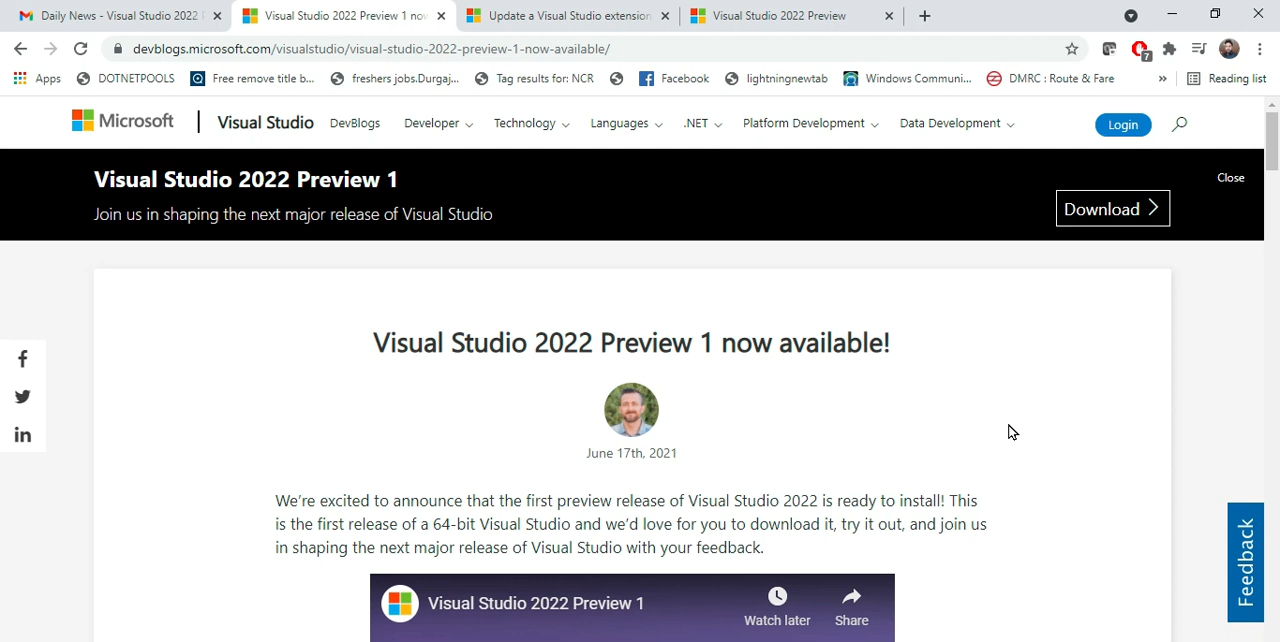 Daily News - Visual Studio 2022
Visual Studio 2022 Preview 1 now
Update a Visual Studio extension
Visual Studio 2022 Preview
devblogs.microsoft.com/visualstudio/visual-studio-2022-preview-1-now-available/
7
Apps
DOTNETPOOLS
Free remove title b...
freshers jobs.Durgaj...
Tag results for: NCR
Facebook
lightningnewtab
Windows Communi...
DMRC : Route & Fare
»
Reading list
Microsoft
Visual Studio
DevBlogs
Developer
Technology
Languages
.NET
Platform Development
Data Development
Login
Visual Studio 2022 Preview 1
Close
Join us in shaping the next major release of Visual Studio
Download
Visual Studio 2022 Preview 1 now available!
June 17th, 2021
We're excited to announce that the first preview release of Visual Studio 2022 is ready to install! This
is the first release of a 64-bit Visual Studio and we'd love for you to download it, try it out, and join us
in shaping the next major release of Visual Studio with your feedback.
Feedback
Visual Studio 2022 Preview 1
Watch later
Share